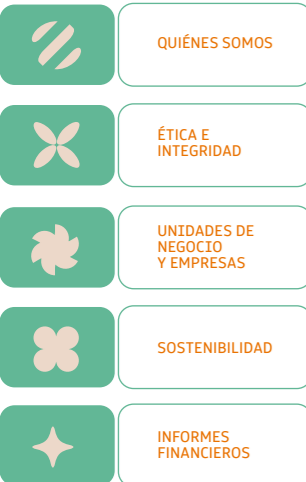 QUIÉNES SOMOS
ÉTICA E
INTEGRIDAD
UNIDADES DE
NEGOCIO
Y EMPRESAS
SOSTENIBILIDAD
INFORMES
FINANCIEROS